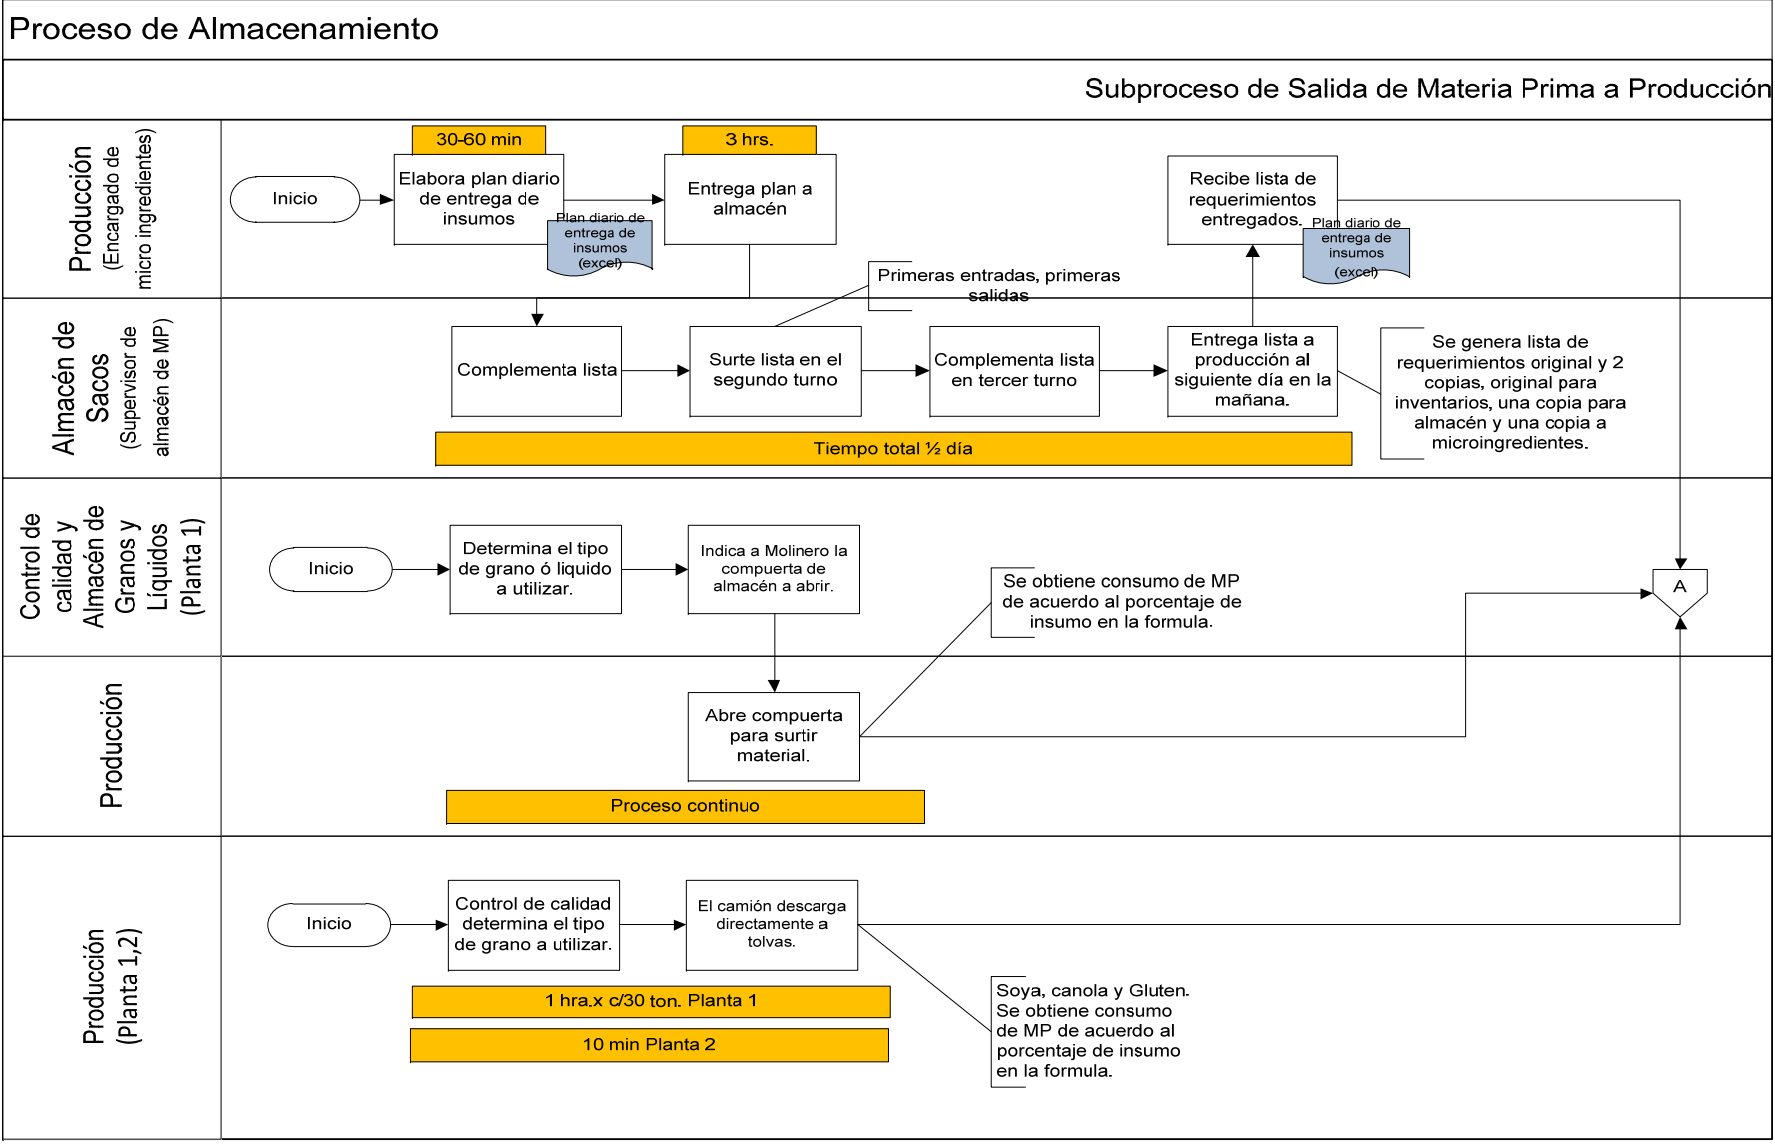 Proceso de Almacenamiento
Subproceso de Salida de Materia Prima a Producción
Producción
(Encargado de
micro ingredientes)
Inicio
30-60 min
Elabora plan diario
de entrega de
insumos
Plan diario de
entrega de
insumos
(excel)
3 hrs.
Entrega plan a
almacén
Recibe lista de
requerimientos
entregados.
Plan diario de
entrega de
insumos
(excel)
Primeras entradas, primeras
salidas
Almacén de
Sacos
(Supervisor de
almacén de MP)
Complementa lista
Surte lista en el
segundo turno
Complementa lista
en tercer turno
Entrega lista a
producción al
siguiente día en la
mañana.
Se genera lista de
requerimientos original y 2
copias, original para
inventarios, una copia para
almacén y una copia a
microingredientes.
Tiempo total ½ día
Control de
calidad y
Almacén de
Granos y
Líquidos
(Planta 1)
Inicio
Determina el tipo
de grano ó liquido
a utilizar.
Indica a Molinero la
compuerta de
almacén a abrir.
Se obtiene consumo de MP
de acuerdo al porcentaje de
insumo en la formula.
A
Producción
Abre compuerta
para surtir
material.
Proceso continuo
Producción
(Planta 1,2)
Inicio
Control de calidad
determina el tipo
de grano a utilizar.
El camión descarga
directamente a
tolvas.
1 hra.x c/30 ton. Planta 1
10 min Planta 2
Soya, canola y Gluten.
Se obtiene consumo
de MP de acuerdo al
porcentaje de insumo
en la formula.